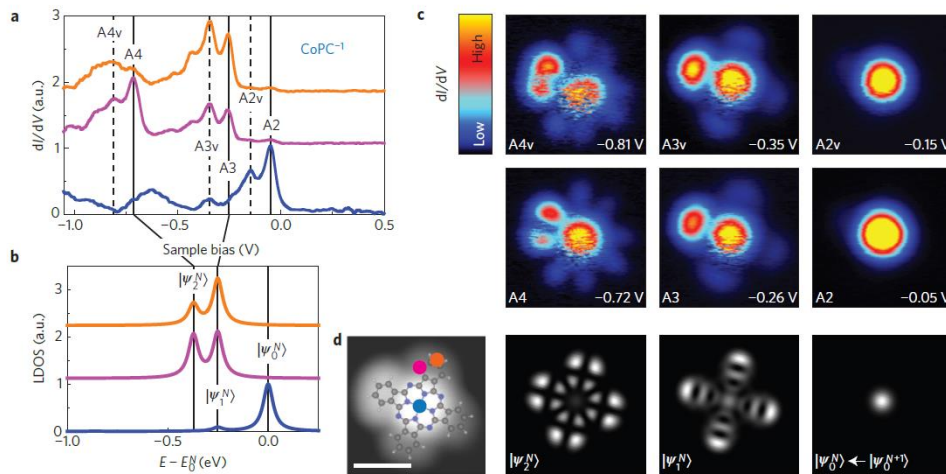 a
3
2
1
0
dI/dV (a.u.)
A4v
A4
CoPC⁻¹
A2v
A2
A3v
A3
−1.0
−0.5
0.0
0.5
Sample bias (V)
b
3
2
1
0
LDOS (a.u.)
|ψ₂ᴺ⟩
|ψ₁ᴺ⟩
|ψ₀ᴺ⟩
−1.0
−0.5
0.0
E − E₀ᴺ (eV)
c
dI/dV
High
Low
A4v −0.81 V
A3v −0.35 V
A2v −0.15 V
A4 −0.72 V
A3 −0.26 V
A2 −0.05 V
d
|ψ₂ᴺ⟩
|ψ₁ᴺ⟩
|ψ₀ᴺ⟩ ← |ψ₀ᴺ⁺¹⟩